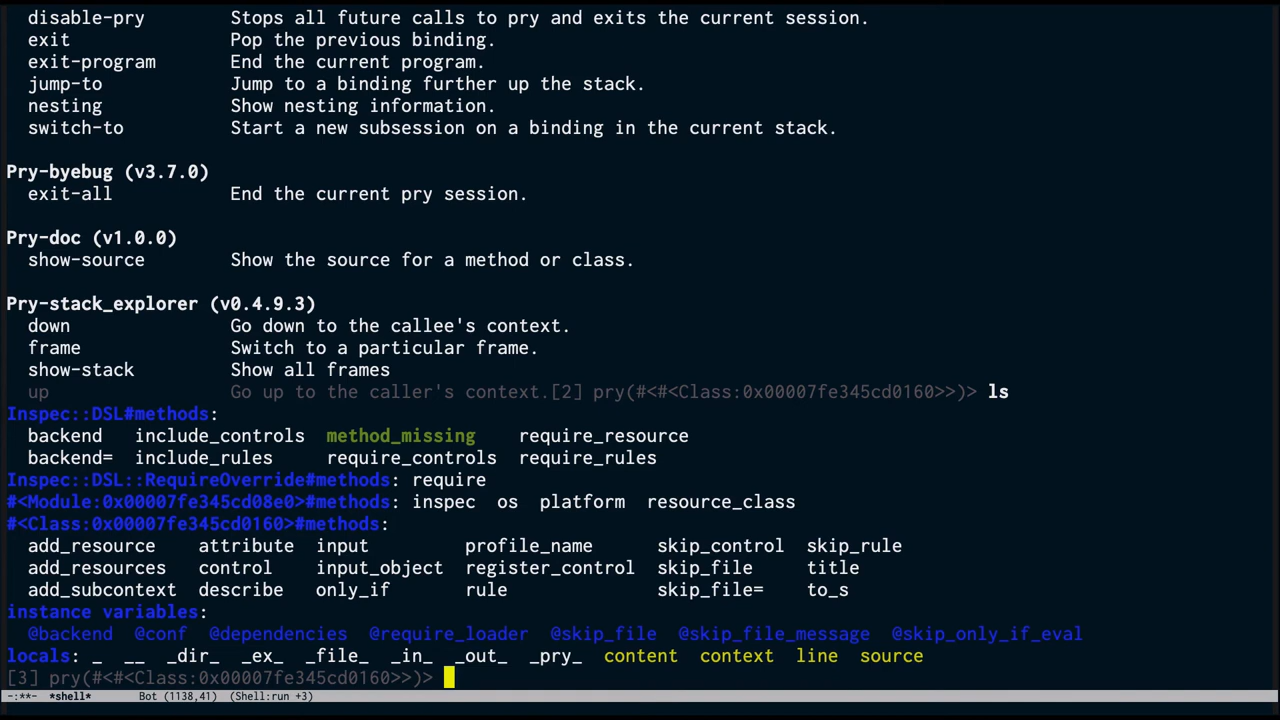 disable-pry Stops all future calls to pry and exits the current session.
exit Pop the previous binding.
exit-program End the current program.
jump-to Jump to a binding further up the stack.
nesting Show nesting information.
switch-to Start a new subsession on a binding in the current stack.
Pry-byebug (v3.7.0)
exit-all End the current pry session.
Pry-doc (v1.0.0)
show-source Show the source for a method or class.
Pry-stack_explorer (v0.4.9.3)
down Go down to the callee's context.
frame Switch to a particular frame.
show-stack Show all frames
up Go up to the caller's context.[2] pry(#<#<Class:0x00007fe345cd0160>>)> ls
Inspec::DSL#methods:
backend include_controls method_missing require_resource
backend= include_rules require_controls require_rules
Inspec::DSL::RequireOverride#methods: require
#<Module:0x00007fe345cd08e0>#methods: inspec os platform resource_class
#<Class:0x00007fe345cd0160>#methods:
add_resource attribute input profile_name skip_control skip_rule
add_resources control input_object register_control skip_file title
add_subcontext describe only_if rule skip_file= to_s
instance variables:
@backend @conf @dependencies @require_loader @skip_file @skip_file_message @skip_only_if_eval
locals: _ __ _dir_ _ex_ _file_ _in_ _out_ _pry_ content context line source
[3] pry(#<#<Class:0x00007fe345cd0160>>)>
-:**- *shell* Bot (1138,41) (Shell:run +3)